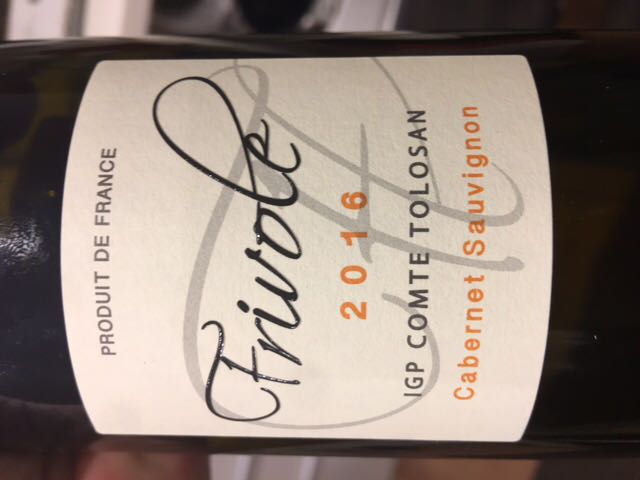 PRODUIT DE FRANCE
Frivole
2016
IGP COMTE TOLOSAN
Cabernet Sauvignon